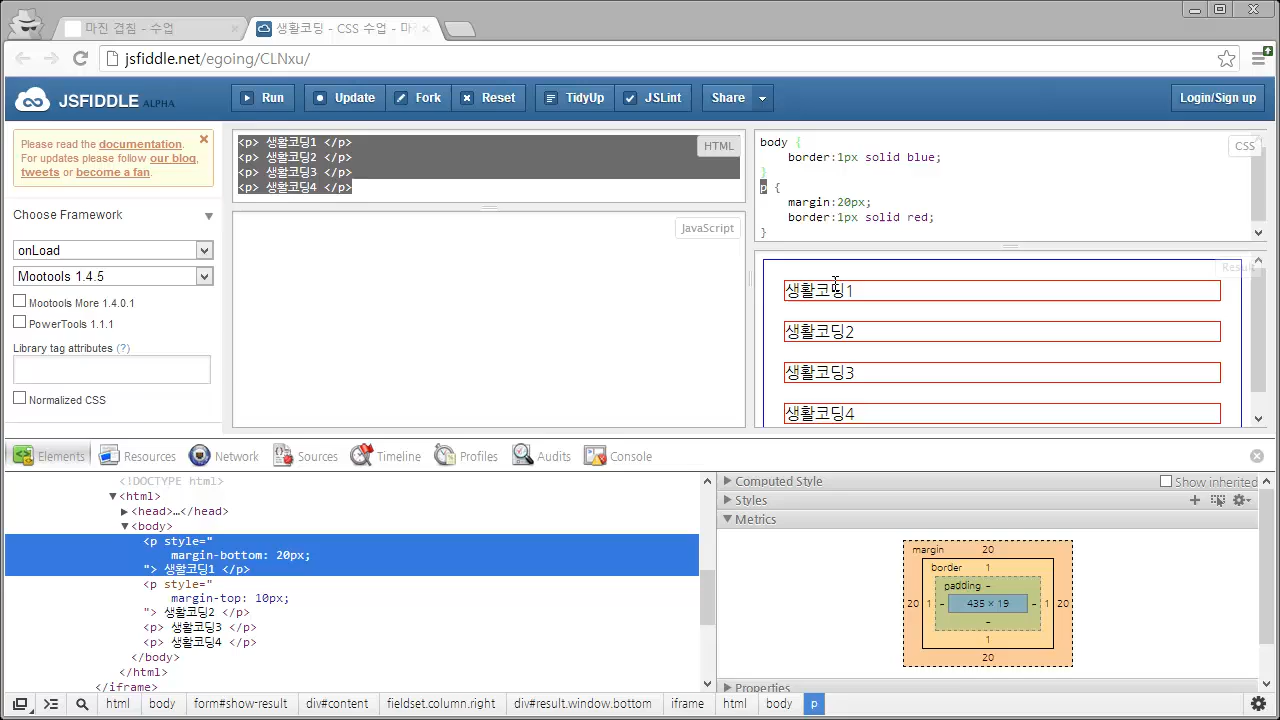 마진 겹침 - 수업
생활코딩 - CSS 수업 - 마
jsfiddle.net/egoing/CLNxu/
JSFIDDLE ALPHA
Run
Update
Fork
Reset
TidyUp
JSLint
Share
Login/Sign up
Please read the documentation.
For updates please follow our blog,
tweets or become a fan.
Choose Framework
onLoad
Mootools 1.4.5
Mootools More 1.4.0.1
PowerTools 1.1.1
Library tag attributes (?)
Normalized CSS
<p> 생활코딩1 </p>
<p> 생활코딩2 </p>
<p> 생활코딩3 </p>
<p> 생활코딩4 </p>
HTML
JavaScript
body {
border:1px solid blue;
}
p {
margin:20px;
border:1px solid red;
}
CSS
Result
생활코딩1
생활코딩2
생활코딩3
생활코딩4
Elements
Resources
Network
Sources
Timeline
Profiles
Audits
Console
<!DOCTYPE html>
▼<html>
▶<head>…</head>
▼<body>
<p style="
margin-bottom: 20px;
"> 생활코딩1 </p>
<p style="
margin-top: 10px;
"> 생활코딩2 </p>
<p> 생활코딩3 </p>
<p> 생활코딩4 </p>
</body>
</html>
</iframe>
Computed Style
Show inherited
Styles
Metrics
margin 20
border 1
padding -
20 1 - 435 × 19 - 1 20
-
1
20
Properties
html
body
form#show-result
div#content
fieldset.column.right
div#result.window.bottom
iframe
html
body
p